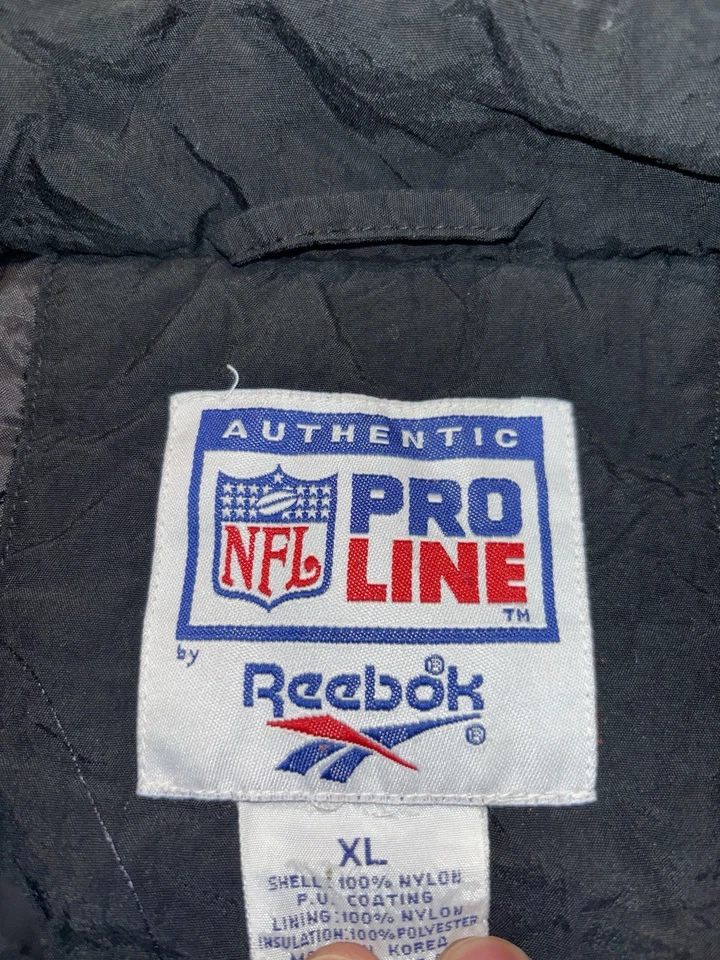 AUTHENTIC
NFL
PRO
LINE
TM
by
Reebok®
®
XL
SHELL: 100% NYLON
P.U. COATING
LINING: 100% NYLON
INSULATION: 100% POLYESTER
KOREA